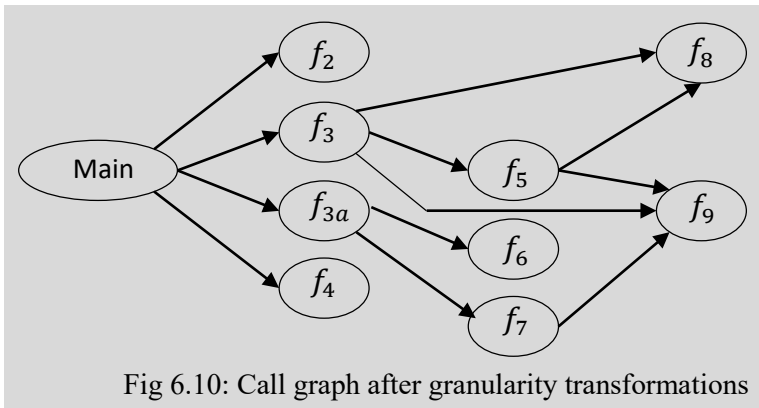 f₂
f₈
f₃
Main
f₅
f₃ₐ
f₉
f₆
f₄
f₇
Fig 6.10: Call graph after granularity transformations